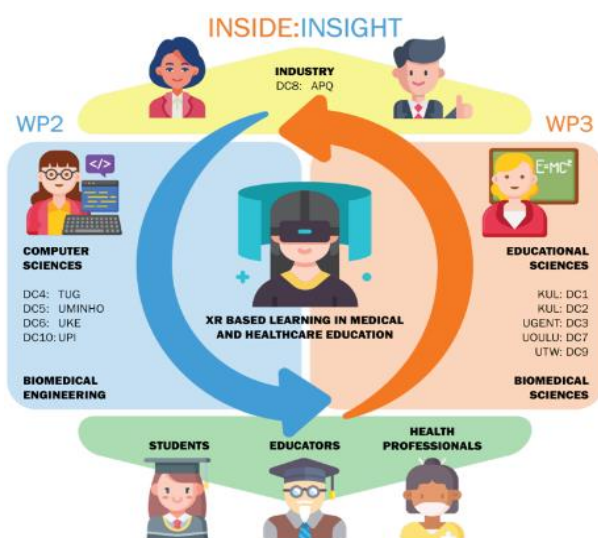 INSIDE:INSIGHT
INDUSTRY
DC8: APQ
WP2
WP3
</>
E=MC²
COMPUTER
SCIENCES
DC4: TUG
DC5: UMINHO
DC6: UKE
DC10: UPI
BIOMEDICAL
ENGINEERING
XR BASED LEARNING IN MEDICAL
AND HEALTHCARE EDUCATION
EDUCATIONAL
SCIENCES
KUL: DC1
KUL: DC2
UGENT: DC3
UOULU: DC7
UTW: DC9
BIOMEDICAL
SCIENCES
STUDENTS
EDUCATORS
HEALTH
PROFESSIONALS